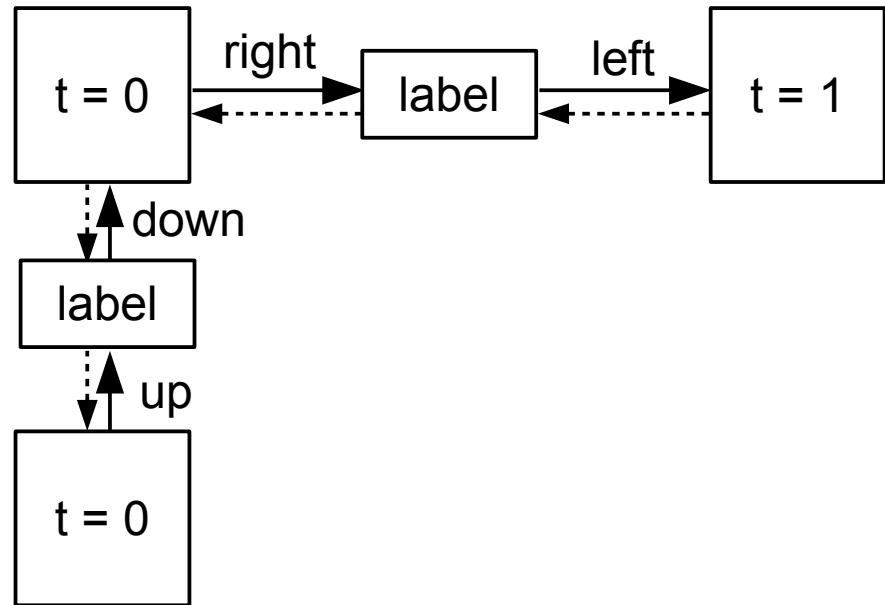 right
left
t = 0
label
t = 1
down
label
up
t = 0